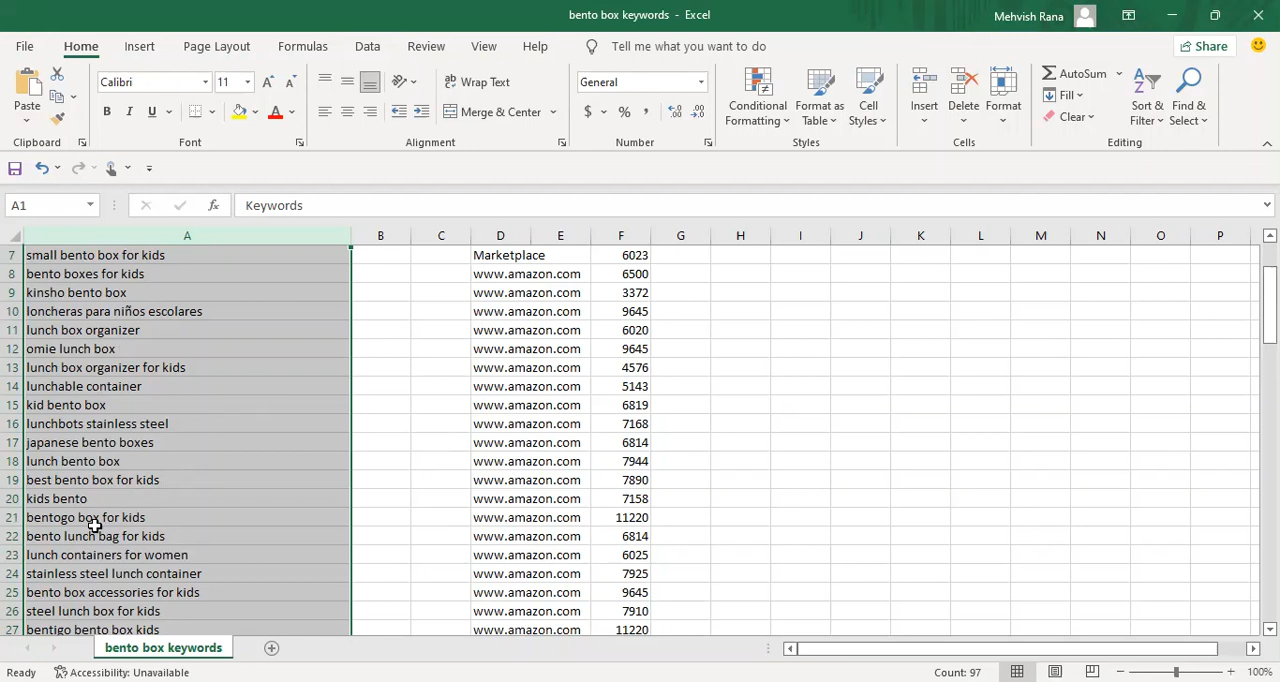 bento box keywords - Excel
Mehvish Rana
File Home Insert Page Layout Formulas Data Review View Help Tell me what you want to do Share
Paste Calibri 11 Wrap Text General Conditional Formatting Format as Table Cell Styles Insert Delete Format AutoSum Sort & Filter Find & Select
B I U A Merge & Center $ % , Fill Clear
Clipboard Font Alignment Number Styles Cells Editing
A1 fx Keywords
A B C D E F G H I J K L M N O P
7 small bento box for kids Marketplace 6023
8 bento boxes for kids www.amazon.com 6500
9 kinsho bento box www.amazon.com 3372
10 loncheras para niños escolares www.amazon.com 9645
11 lunch box organizer www.amazon.com 6020
12 omie lunch box www.amazon.com 9645
13 lunch box organizer for kids www.amazon.com 4576
14 lunchable container www.amazon.com 5143
15 kid bento box www.amazon.com 6819
16 lunchbots stainless steel www.amazon.com 7168
17 japanese bento boxes www.amazon.com 6814
18 lunch bento box www.amazon.com 7944
19 best bento box for kids www.amazon.com 7890
20 kids bento www.amazon.com 7158
21 bentogo box for kids www.amazon.com 11220
22 bento lunch bag for kids www.amazon.com 6814
23 lunch containers for women www.amazon.com 6025
24 stainless steel lunch container www.amazon.com 7925
25 bento box accessories for kids www.amazon.com 9645
26 steel lunch box for kids www.amazon.com 7910
27 bentigo bento box kids www.amazon.com 11220
bento box keywords
Ready Accessibility: Unavailable Count: 97 100%